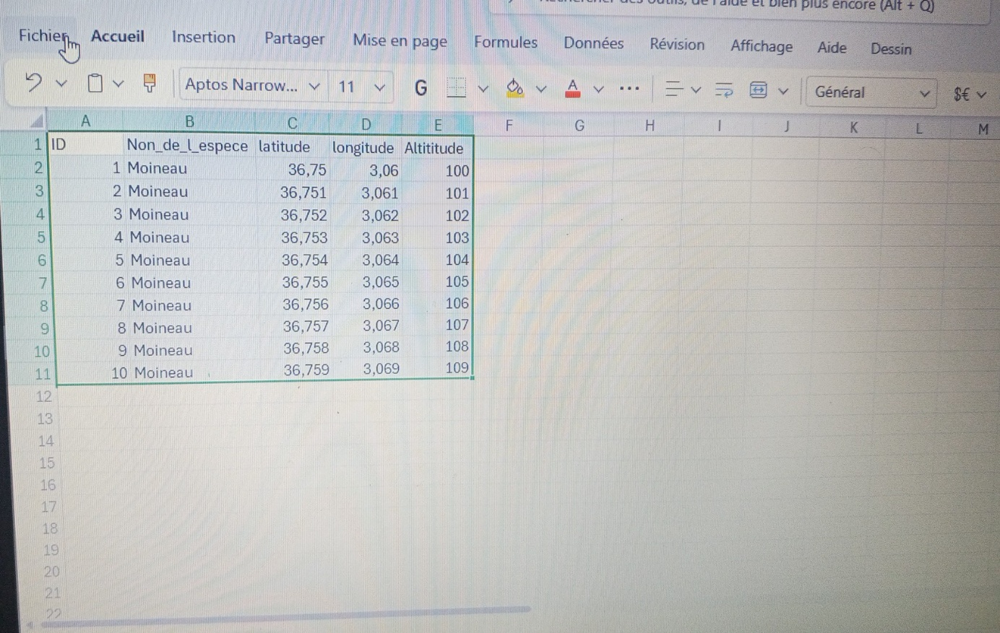 Rechercher des outils, de l'aide et bien plus encore (Alt + Q)
Fichier Accueil Insertion Partager Mise en page Formules Données Révision Affichage Aide Dessin
Aptos Narrow... 11 G A ... Général $€
A B C D E F G H I J K L M
1 ID Non_de_l_espece latitude longitude Altititude
2 1 Moineau 36,75 3,06 100
3 2 Moineau 36,751 3,061 101
4 3 Moineau 36,752 3,062 102
5 4 Moineau 36,753 3,063 103
6 5 Moineau 36,754 3,064 104
7 6 Moineau 36,755 3,065 105
8 7 Moineau 36,756 3,066 106
9 8 Moineau 36,757 3,067 107
10 9 Moineau 36,758 3,068 108
11 10 Moineau 36,759 3,069 109
12
13
14
15
16
17
18
19
20
21
22